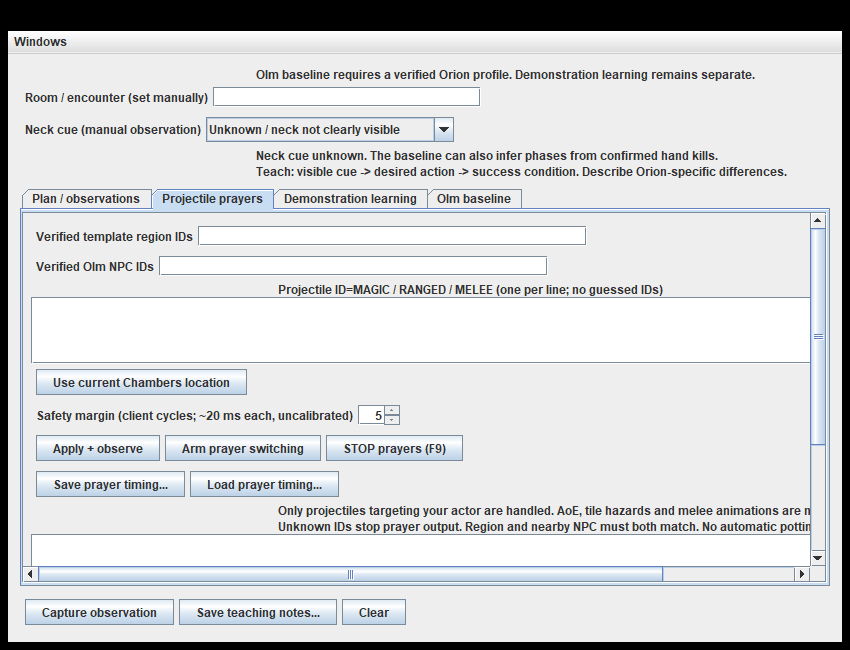 Windows
Olm baseline requires a verified Orion profile. Demonstration learning remains separate.
Room / encounter (set manually)
Neck cue (manual observation) Unknown / neck not clearly visible
Neck cue unknown. The baseline can also infer phases from confirmed hand kills.
Teach: visible cue -> desired action -> success condition. Describe Orion-specific differences.
Plan / observations Projectile prayers Demonstration learning Olm baseline
Verified template region IDs
Verified Olm NPC IDs
Projectile ID=MAGIC / RANGED / MELEE (one per line; no guessed IDs)
Use current Chambers location
Safety margin (client cycles; ~20 ms each, uncalibrated) 5
Apply + observe Arm prayer switching STOP prayers (F9)
Save prayer timing... Load prayer timing...
Only projectiles targeting your actor are handled. AoE, tile hazards and melee animations are
Unknown IDs stop prayer output. Region and nearby NPC must both match. No automatic
Capture observation Save teaching notes... Clear